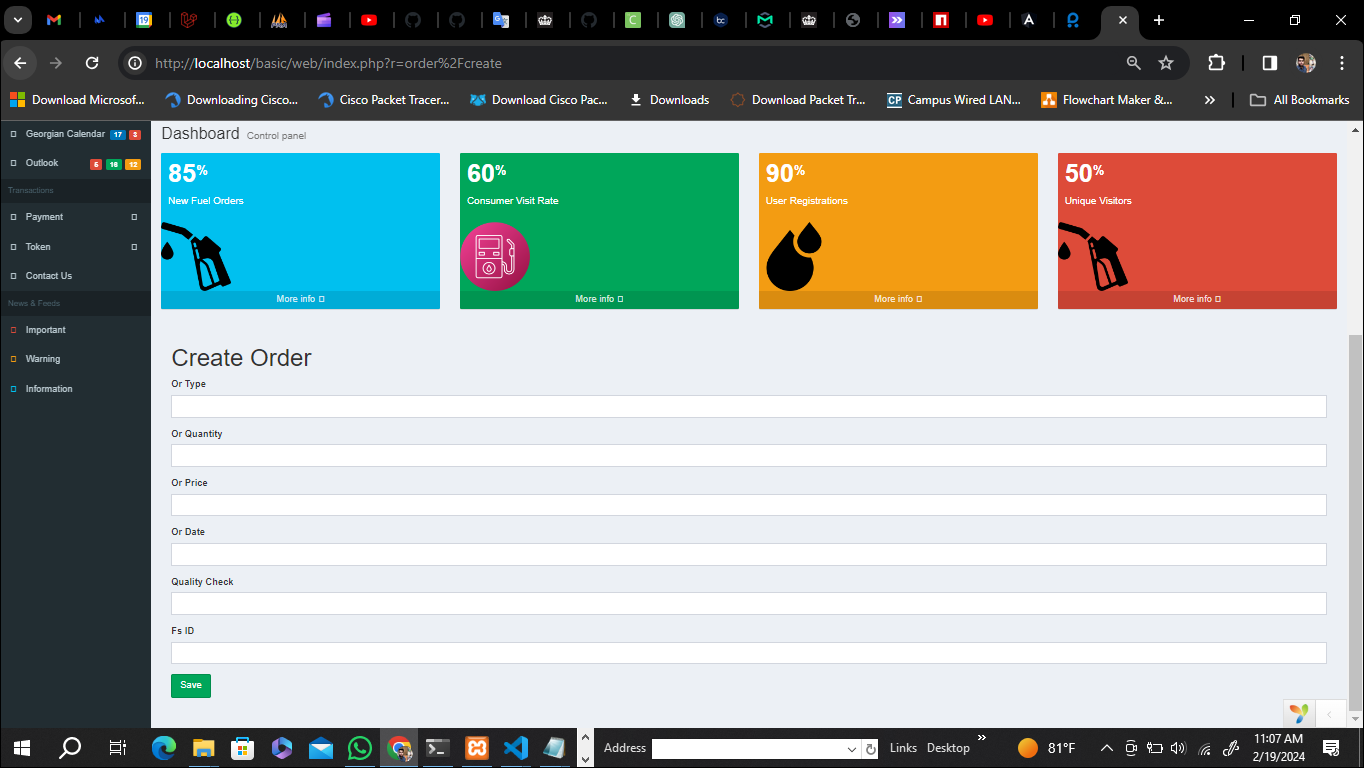 http://localhost/basic/web/index.php?r=order%2Fcreate
Download Microsof... Downloading Cisco... Cisco Packet Tracer... Download Cisco Pac... Downloads Download Packet Tr... Campus Wired LAN... Flowchart Maker &... » All Bookmarks
Georgian Calendar 17 3
Outlook 5 16 12
Transactions
Payment
Token
Contact Us
News & Feeds
Important
Warning
Information
Dashboard Control panel
85%
New Fuel Orders
More info
60%
Consumer Visit Rate
More info
90%
User Registrations
More info
50%
Unique Visitors
More info
Create Order
Or Type
Or Quantity
Or Price
Or Date
Quality Check
Fs ID
Save
Address Links Desktop » 81°F 11:07 AM
2/19/2024